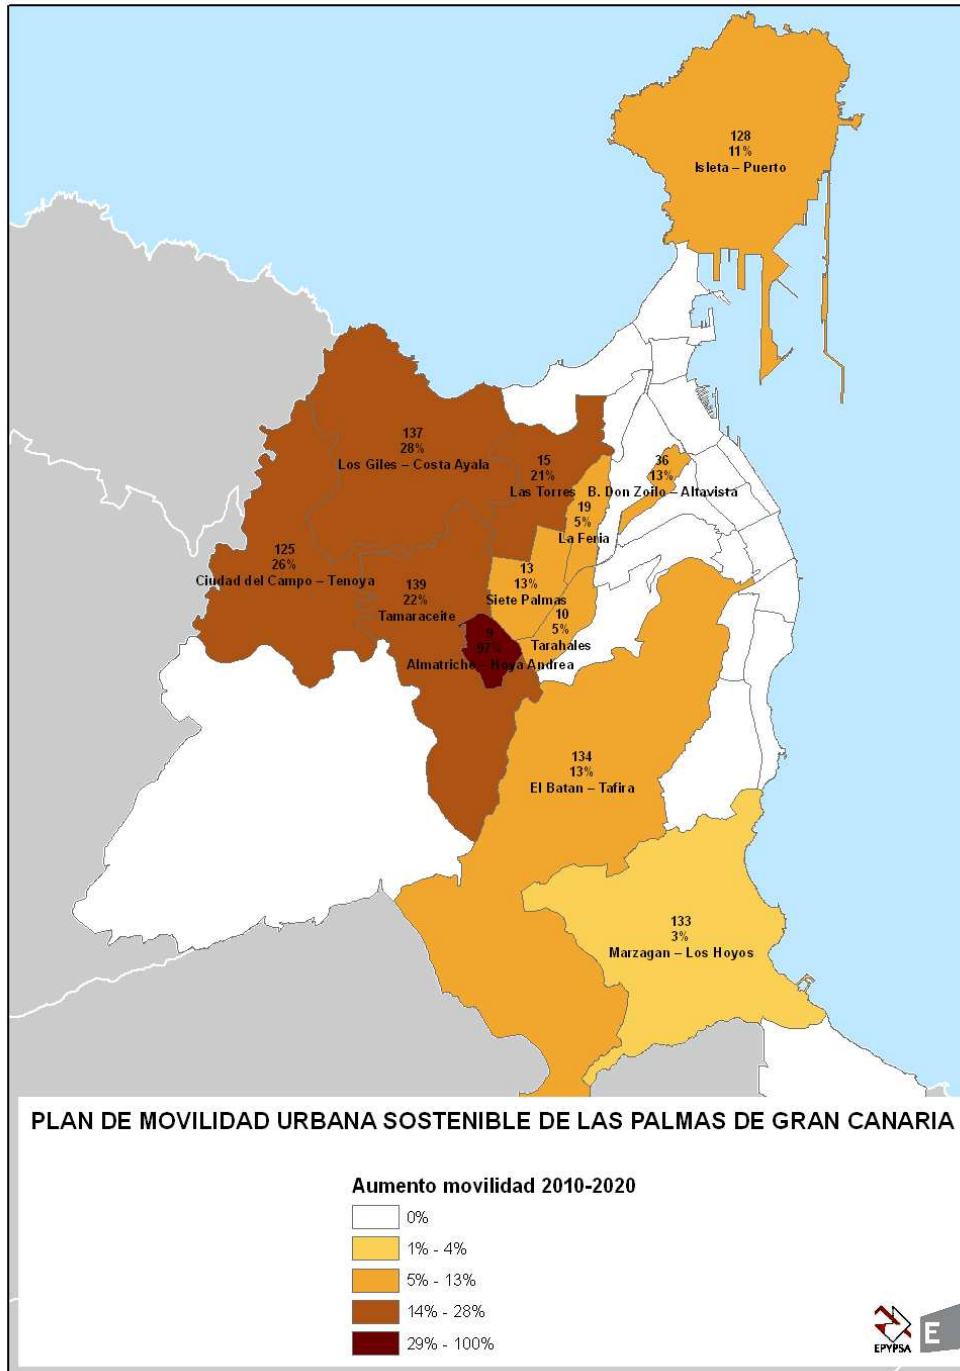 128
11%
Isleta – Puerto
137
28%
Los Giles – Costa Ayala
15
21%
Las Torres
36
13%
B. Don Zoilo – Altavista
19
5%
La Feria
125
26%
Ciudad del Campo – Tenoya
139
22%
Tamaraceite
13
13%
Siete Palmas
10
5%
Tarahales
9
97%
Almatriche – Hoya Andrea
134
13%
El Batan – Tafira
133
3%
Marzagan – Los Hoyos
PLAN DE MOVILIDAD URBANA SOSTENIBLE DE LAS PALMAS DE GRAN CANARIA
Aumento movilidad 2010-2020
0%
1% - 4%
5% - 13%
14% - 28%
29% - 100%
EPYPSA
E